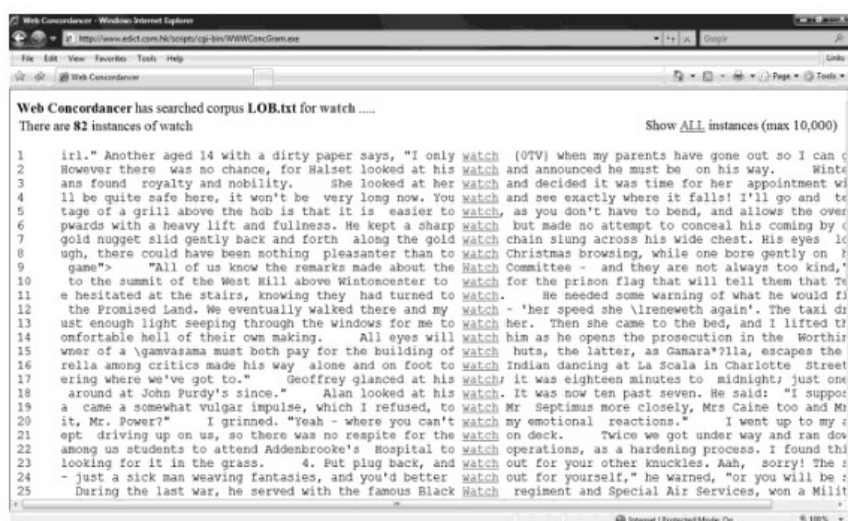 Web Concordancer - Windows Internet Explorer
http://www.edict.com.hk/scripts/cgi-bin/WWWConcGram.exe Google
File Edit View Favorites Tools Help Links
Web Concordancer Page Tools
Web Concordancer has searched corpus LOB.txt for watch .....
There are 82 instances of watch Show ALL instances (max 10,000)
1 irl." Another aged 14 with a dirty paper says, "I only watch {0TV} when my parents have gone out so I can g
2 However there was no chance, for Halset looked at his watch and announced he must be on his way. Winte
3 ans found royalty and nobility. She looked at her watch and decided it was time for her appointment wi
4 ll be quite safe here, it won't be very long now. You watch and see exactly where it falls! I'll go and te
5 tage of a grill above the hob is that it is easier to watch, as you don't have to bend, and allows the over
6 pwards with a heavy lift and fullness. He kept a sharp watch but made no attempt to conceal his coming by c
7 gold nugget slid gently back and forth along the gold watch chain slung across his wide chest. His eyes lo
8 ugh, there could have been nothing pleasanter than to watch Christmas browsing, while one bore gently on h
9 game"> "All of us know the remarks made about the Watch Committee - and they are not always too kind,'
10 to the summit of the West Hill above Wintoncester to watch for the prison flag that will tell them that Te
11 e hesitated at the stairs, knowing they had turned to watch. He needed some warning of what he would fi
12 the Promised Land. We eventually walked there and my watch - 'her speed she \lreneweth again'. The taxi dr
13 ust enough light seeping through the windows for me to watch her. Then she came to the bed, and I lifted th
14 omfortable hell of their own making. All eyes will watch him as he opens the prosecution in the Worthin
15 wner of a \gamvasama must both pay for the building of watch huts, the latter, as Gamara*?lla, escapes the
16 rella among critics made his way alone and on foot to watch Indian dancing at La Scala in Charlotte Street
17 ering where we've got to." Geoffrey glanced at his watch; it was eighteen minutes to midnight; just one
18 around at John Purdy's since." Alan looked at his watch. It was now ten past seven. He said: "I suppos
19 a came a somewhat vulgar impulse, which I refused, to watch Mr Septimus more closely, Mrs Caine too and Mr
20 it, Mr. Power?" I grinned. "Yeah - where you can't watch my emotional reactions." I went up to my a
21 ept driving up on us, so there was no respite for the watch on deck. Twice we got under way and ran dow
22 among us students to attend Addenbrooke's Hospital to watch operations, as a hardening process. I found thi
23 looking for it in the grass. 4. Put plug back, and watch out for your other knuckles. Aah, sorry! The s
24 - just a sick man weaving fantasies, and you'd better watch out for yourself," he warned, "or you will be s
25 During the last war, he served with the famous Black Watch regiment and Special Air Services, won a Milit
Internet | Protected Mode: On 100%